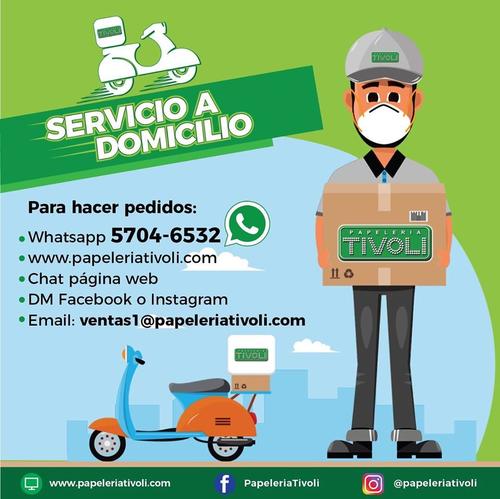 TIVOLI
SERVICIO A
DOMICILIO
TIVOLI
Para hacer pedidos:
Whatsapp 5704-6532
www.papeleriativoli.com
Chat página web
DM Facebook o Instagram
Email: ventas1@papeleriativoli.com
PAPELERIA
TIVOLI
TIVOLI
www.papeleriativoli.com
PapeleriaTivoli
@papeleriativoli